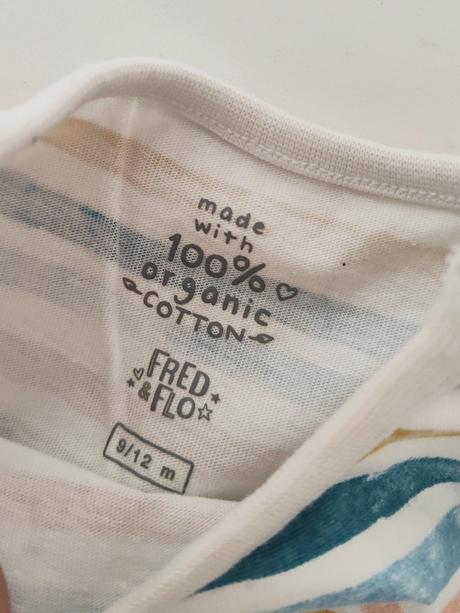 made
with
100%
organic
COTTON
FRED
&FLO
9/12 m